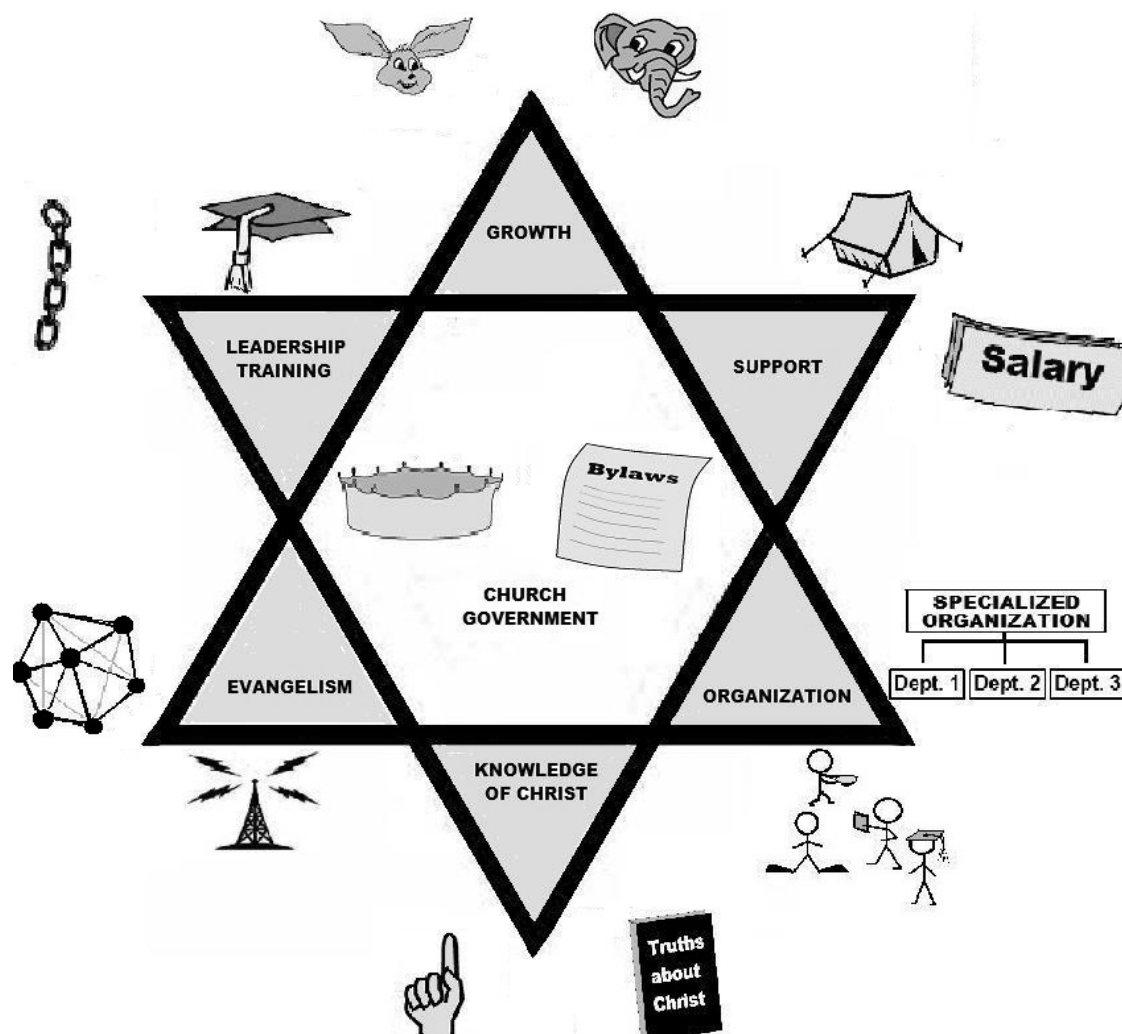 GROWTH
LEADERSHIP
TRAINING
SUPPORT
Salary
Bylaws
CHURCH
GOVERNMENT
SPECIALIZED
ORGANIZATION
Dept. 1
Dept. 2
Dept. 3
EVANGELISM
ORGANIZATION
KNOWLEDGE
OF CHRIST
Truths
about
Christ